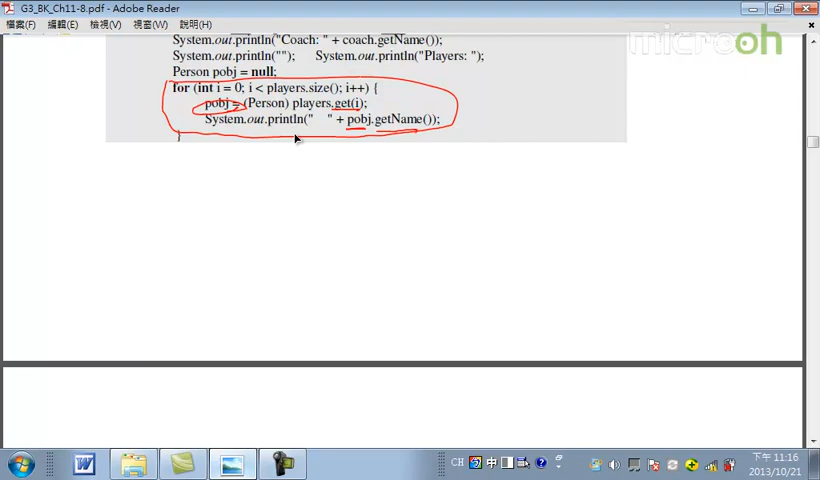 G3_BK_Ch11-8.pdf - Adobe Reader
檔案(F) 編輯(E) 檢視(V) 視窗(W) 說明(H)
microoh
System.out.println("Coach: " + coach.getName());
System.out.println(""); System.out.println("Players: ");
Person pobj = null;
for (int i = 0; i < players.size(); i++) {
pobj = (Person) players.get(i);
System.out.println("   " + pobj.getName());
}
CH 中
下午 11:16
2013/10/21